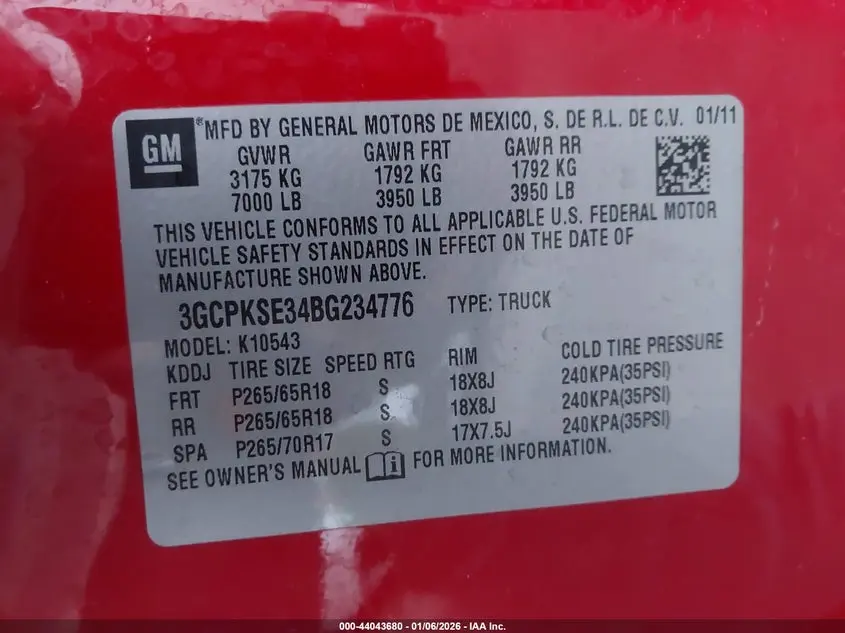 GM ® MFD BY GENERAL MOTORS DE MEXICO, S. DE R.L. DE C.V. 01/11
GVWR GAWR FRT GAWR RR
3175 KG 1792 KG 1792 KG
7000 LB 3950 LB 3950 LB
THIS VEHICLE CONFORMS TO ALL APPLICABLE U.S. FEDERAL MOTOR
VEHICLE SAFETY STANDARDS IN EFFECT ON THE DATE OF
MANUFACTURE SHOWN ABOVE.
3GCPKSE34BG234776 TYPE: TRUCK
MODEL: K10543
KDDJ TIRE SIZE SPEED RTG RIM COLD TIRE PRESSURE
FRT P265/65R18 S 18X8J 240KPA(35PSI)
RR P265/65R18 S 18X8J 240KPA(35PSI)
SPA P265/70R17 S 17X7.5J 240KPA(35PSI)
SEE OWNER'S MANUAL i FOR MORE INFORMATION.
000-44043680 - 01/06/2026 - IAA Inc.